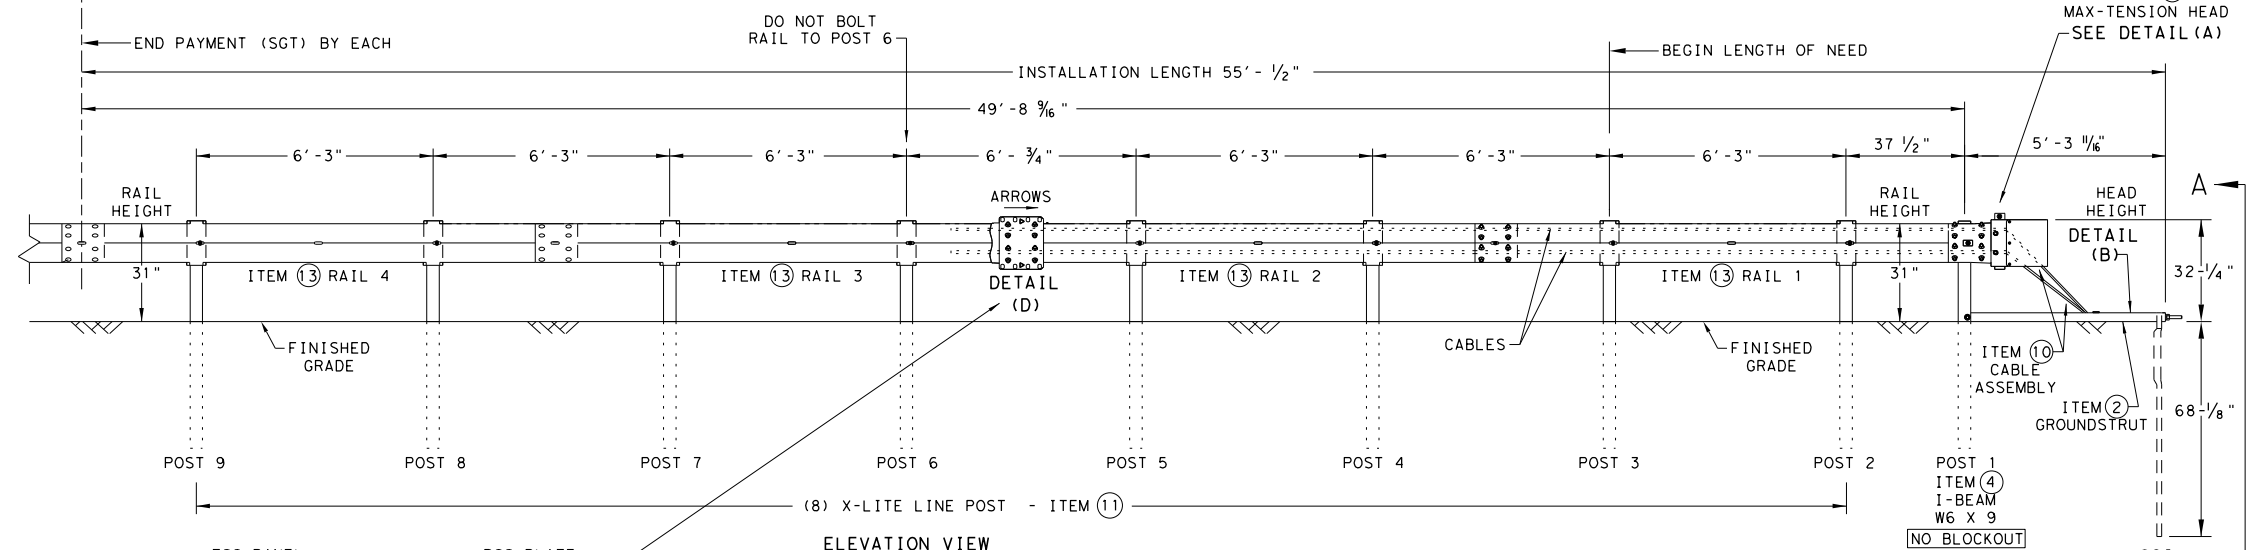 DO NOT BOLT
RAIL TO POST 6
MAX-TENSION HEAD
SEE DETAIL(A)
END PAYMENT (SGT) BY EACH
BEGIN LENGTH OF NEED
INSTALLATION LENGTH 55'- 1/2"
49'-8 9/16"
6'-3"
6'-3"
6'-3"
6'- 3/4"
6'-3"
6'-3"
6'-3"
37 1/2"
5'-3 11/16"
RAIL
HEIGHT
ARROWS
RAIL
HEIGHT
HEAD
HEIGHT
A
DETAIL
(B)
31"
ITEM 13 RAIL 4
ITEM 13 RAIL 3
DETAIL
(D)
ITEM 13 RAIL 2
ITEM 13 RAIL 1
31"
32-1/4"
FINISHED
GRADE
CABLES
FINISHED
GRADE
ITEM 10
CABLE
ASSEMBLY
ITEM 2
GROUNDSTRUT
68-1/8"
POST 9
POST 8
POST 7
POST 6
POST 5
POST 4
POST 3
POST 2
POST 1
ITEM 4
I-BEAM
W6 X 9
NO BLOCKOUT
(8) X-LITE LINE POST - ITEM 11
ELEVATION VIEW